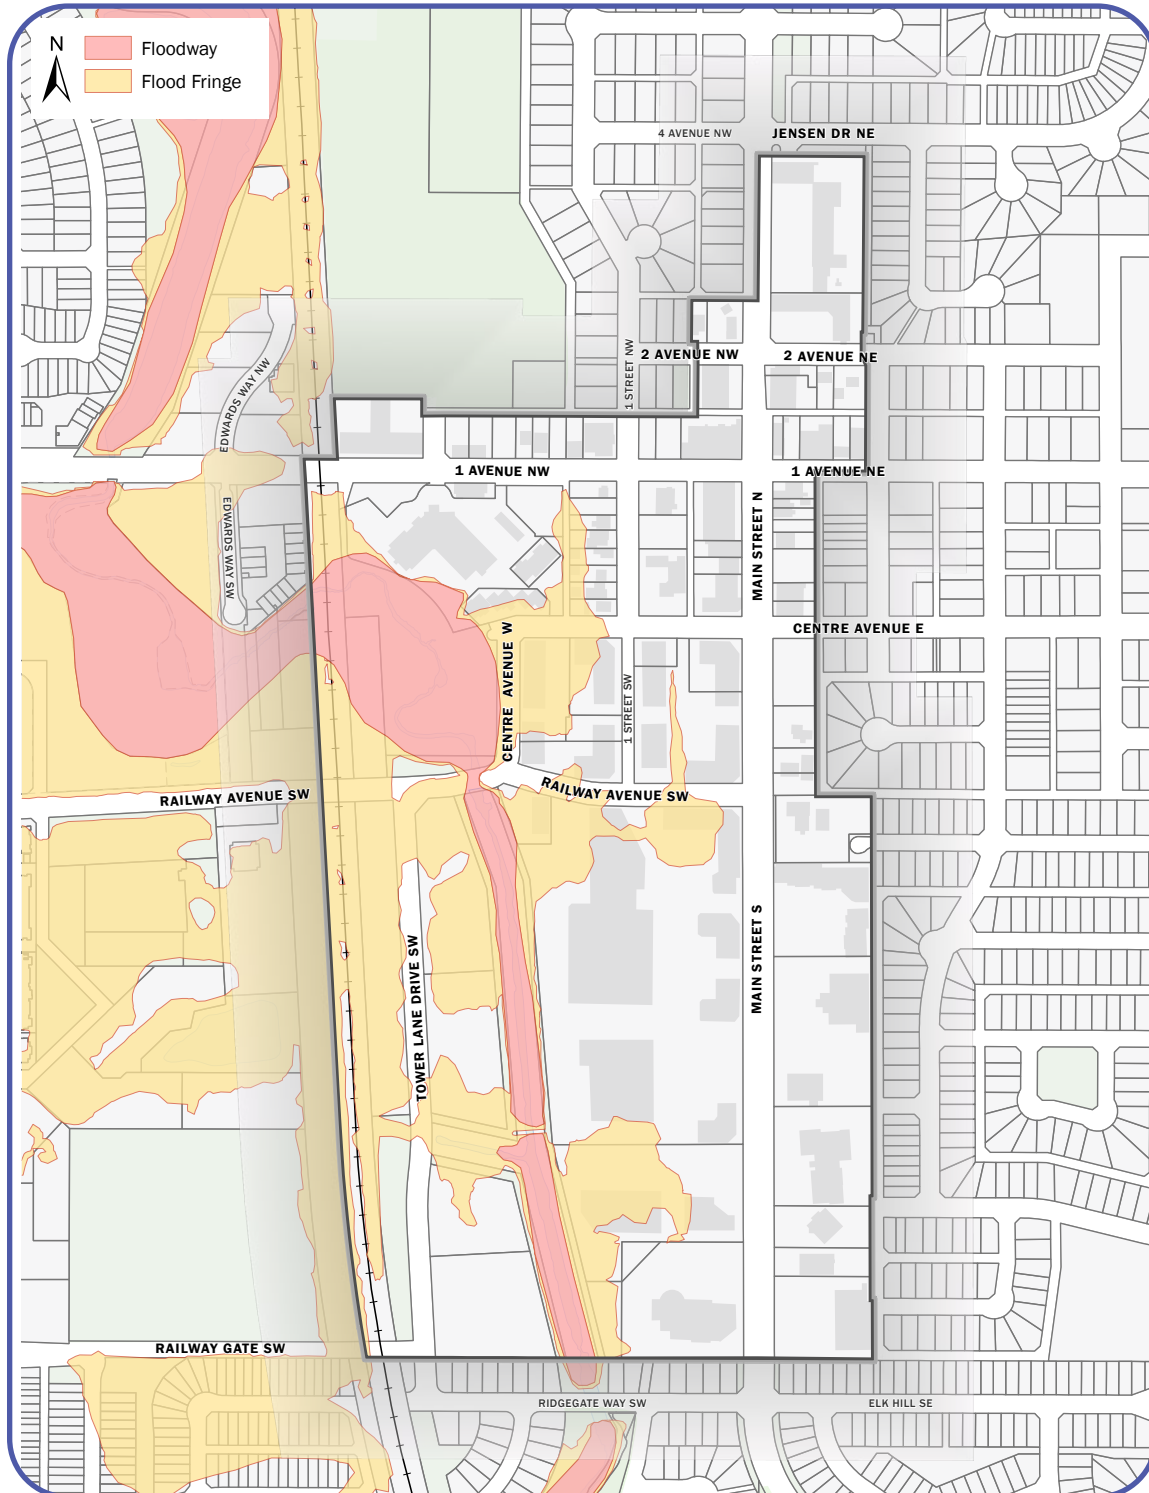 N
Floodway
Flood Fringe
4 AVENUE NW
JENSEN DR NE
1 STREET NW
2 AVENUE NW
2 AVENUE NE
EDWARDS WAY NW
1 AVENUE NW
1 AVENUE NE
EDWARDS WAY SW
MAIN STREET N
CENTRE AVENUE W
CENTRE AVENUE E
1 STREET SW
RAILWAY AVENUE SW
RAILWAY AVENUE SW
TOWER LANE DRIVE SW
MAIN STREET S
RAILWAY GATE SW
RIDGEGATE WAY SW
ELK HILL SE